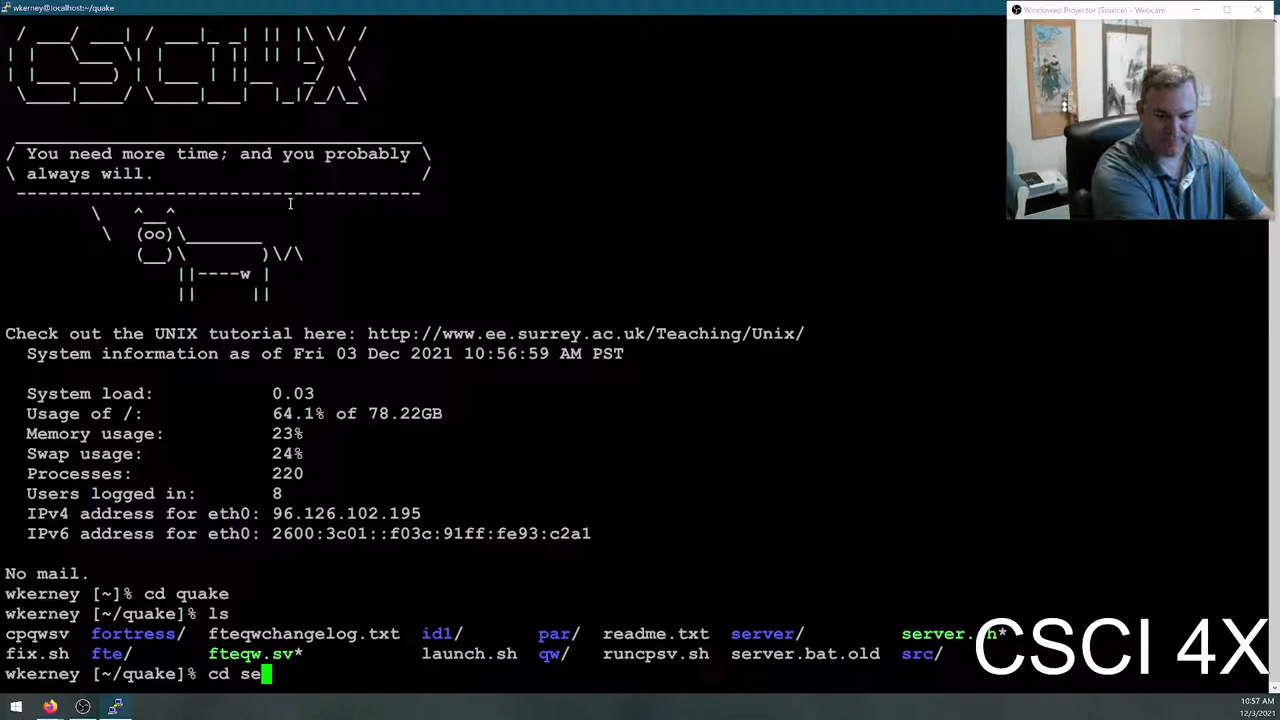 wkerney@localhost:~/quake
Windowed Projector (Source) - Webcam
CSCI4X
/ You need more time; and you probably \
\ always will. /
\ ^__^
\ (oo)\_______
(__)\ )\/\
||----w |
|| ||
Check out the UNIX tutorial here: http://www.ee.surrey.ac.uk/Teaching/Unix/
System information as of Fri 03 Dec 2021 10:56:59 AM PST
System load: 0.03
Usage of /: 64.1% of 78.22GB
Memory usage: 23%
Swap usage: 24%
Processes: 220
Users logged in: 8
IPv4 address for eth0: 96.126.102.195
IPv6 address for eth0: 2600:3c01::f03c:91ff:fe93:c2a1
No mail.
wkerney [~]% cd quake
wkerney [~/quake]% ls
cpqwsv fortress/ fteqwchangelog.txt id1/ par/ readme.txt server/ server.sh*
fix.sh fte/ fteqw.sv* launch.sh qw/ runcpsv.sh server.bat.old src/
wkerney [~/quake]% cd se
CSCI 4X
10:57 AM
12/3/2021